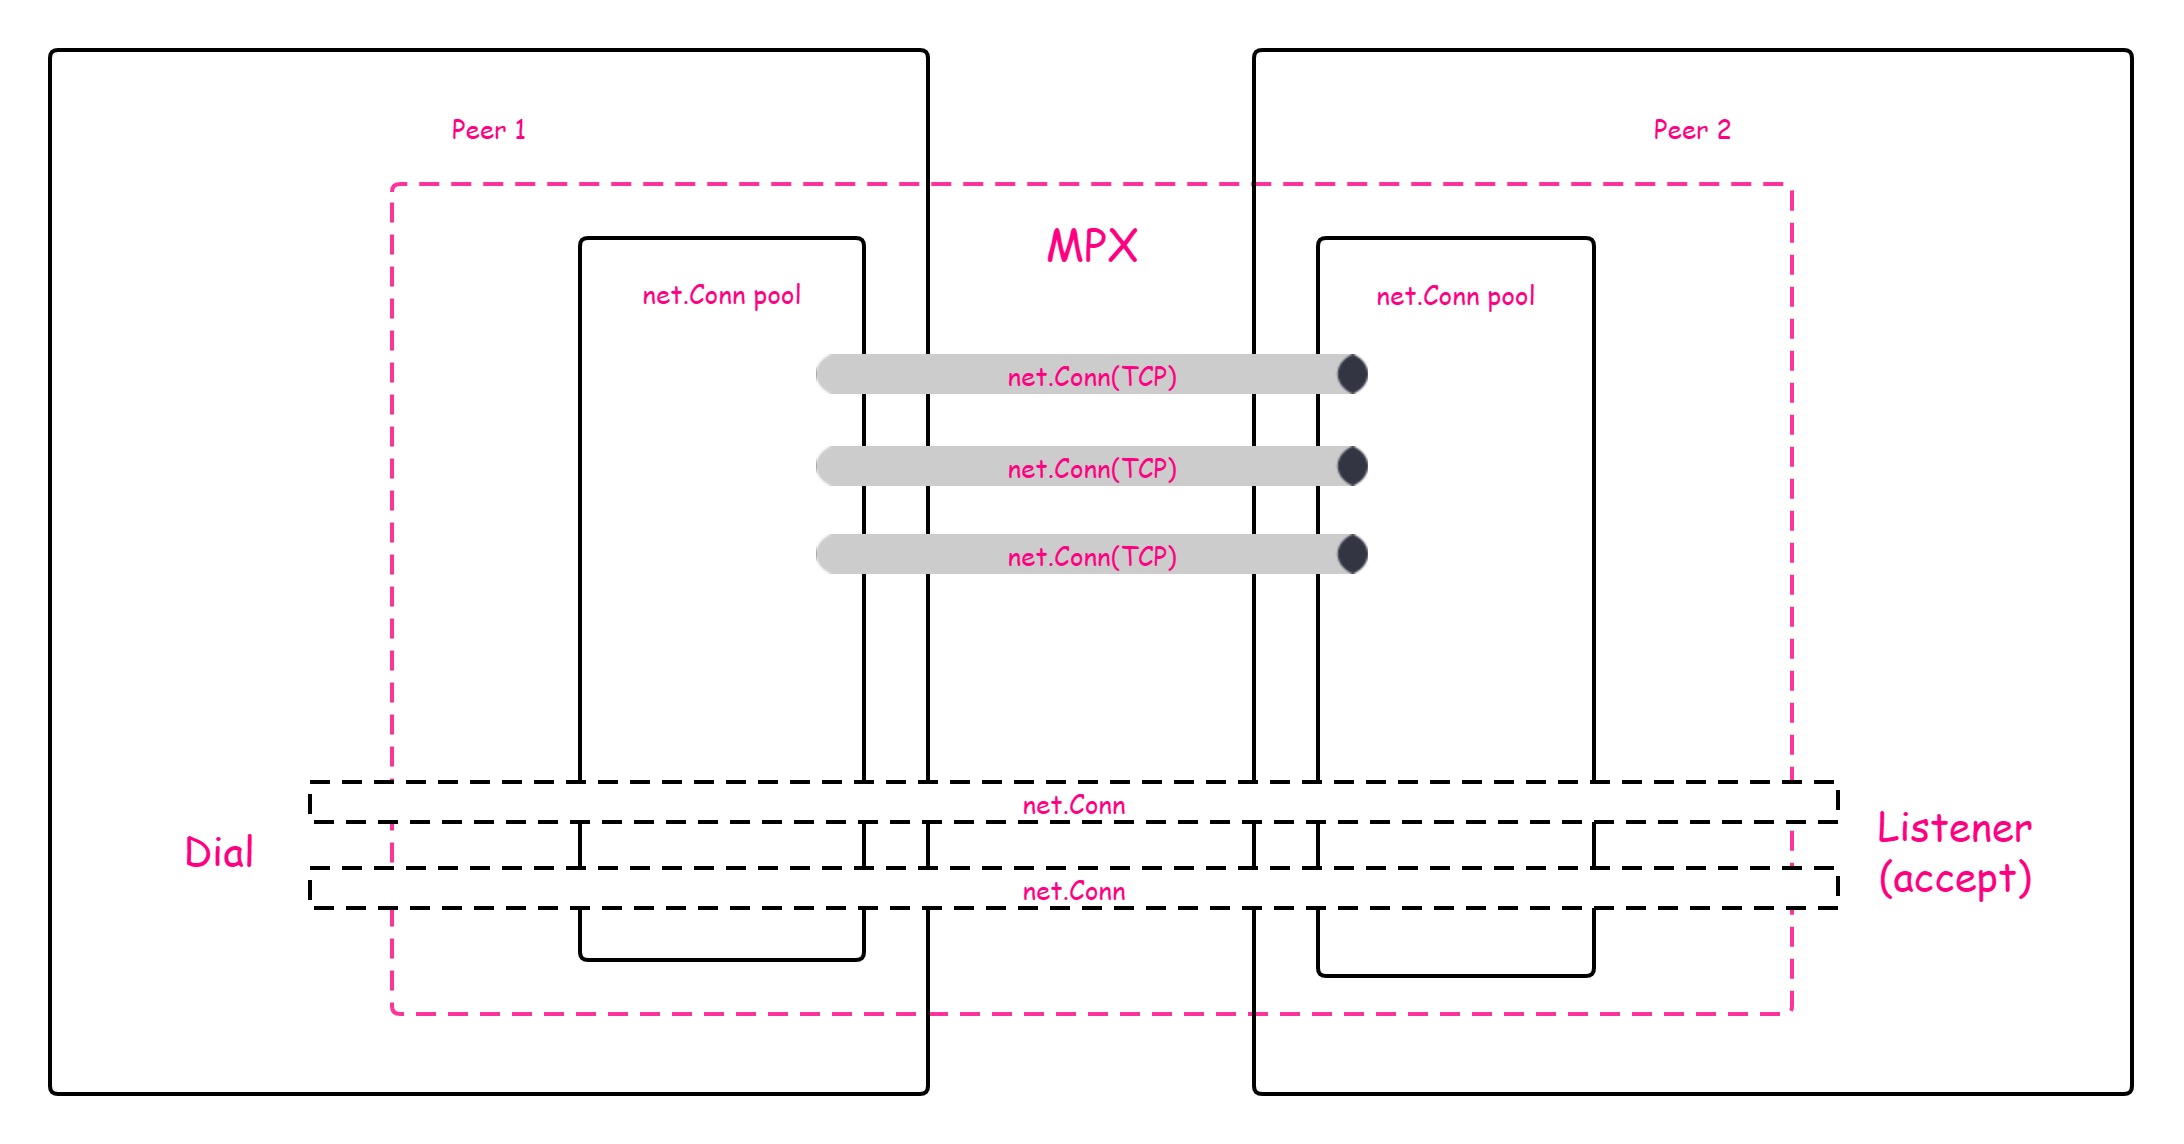 Peer 1
Peer 2
MPX
net.Conn pool
net.Conn pool
net.Conn(TCP)
net.Conn(TCP)
net.Conn(TCP)
net.Conn
Dial
Listener
(accept)
net.Conn